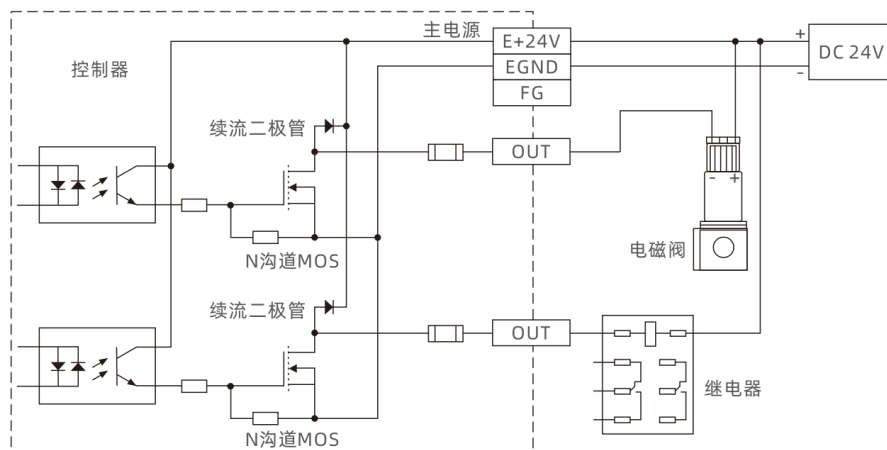 主电源
E+24V
+
DC 24V
控制器
EGND
-
FG
续流二极管
OUT
- +
电磁阀
N沟道MOS
续流二极管
OUT
继电器
N沟道MOS